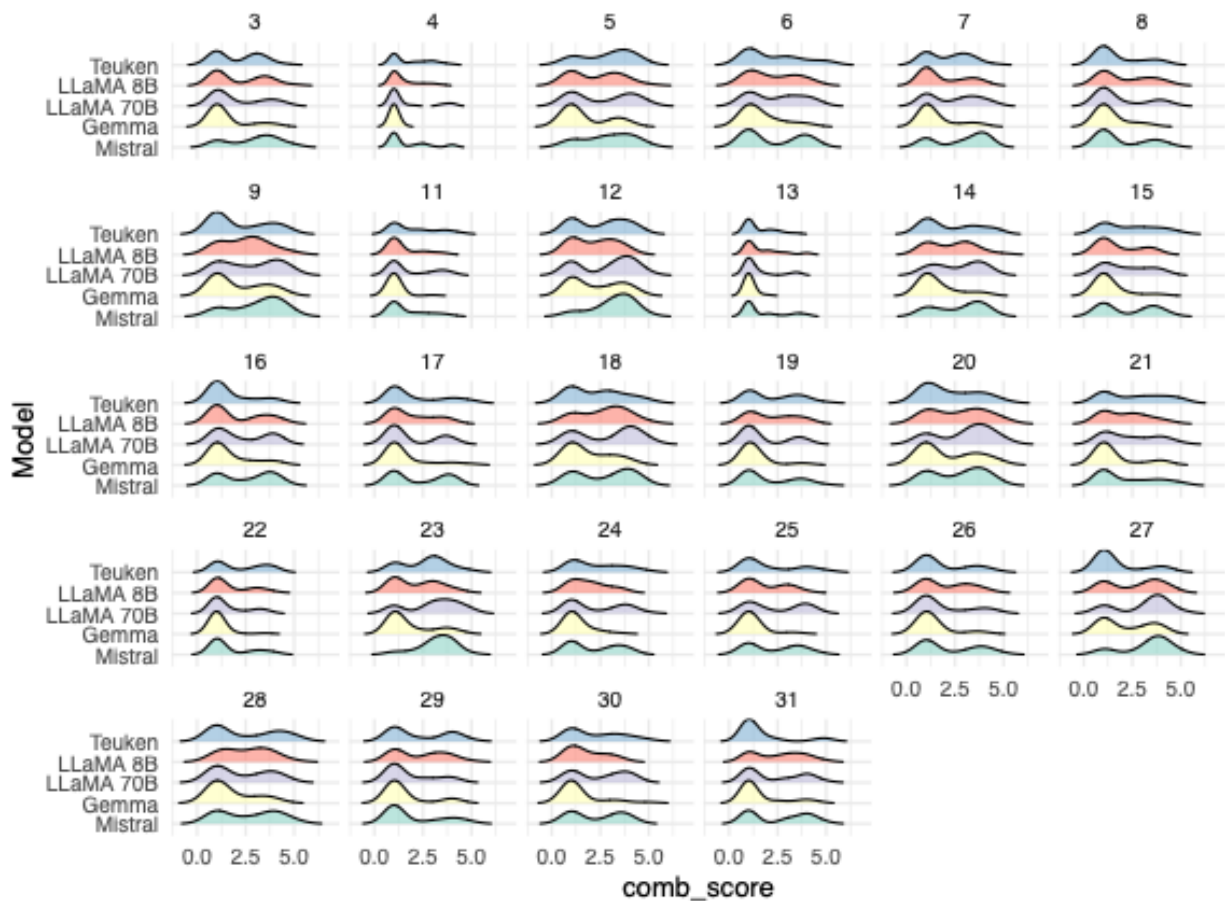 3 4 5 6 7 8
Teuken
LLaMA 8B
LLaMA 70B
Gemma
Mistral
9 11 12 13 14 15
Teuken
LLaMA 8B
LLaMA 70B
Gemma
Mistral
16 17 18 19 20 21
Teuken
LLaMA 8B
LLaMA 70B
Gemma
Mistral
Model
22 23 24 25 26 27
Teuken
LLaMA 8B
LLaMA 70B
Gemma
Mistral
0.0 2.5 5.0 0.0 2.5 5.0
28 29 30 31
Teuken
LLaMA 8B
LLaMA 70B
Gemma
Mistral
0.0 2.5 5.0 0.0 2.5 5.0 0.0 2.5 5.0 0.0 2.5 5.0
comb_score